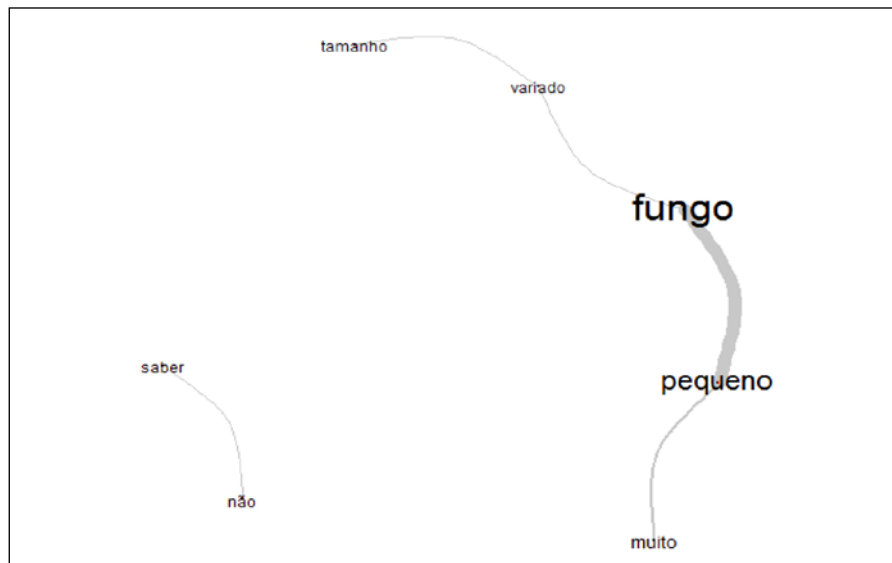 tamanho
variado
fungo
saber
pequeno
não
muito